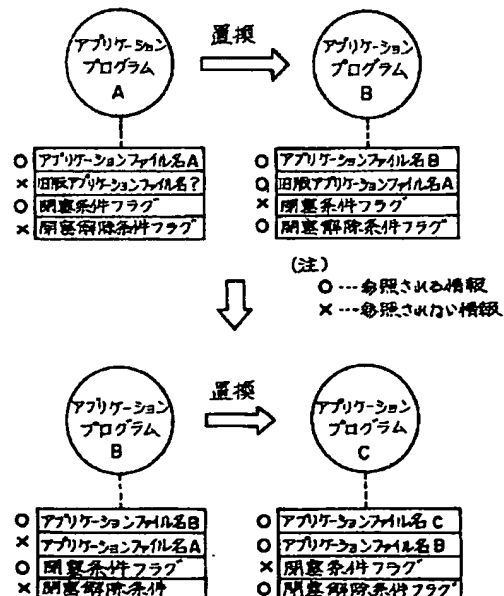 アプリケーション
プログラム
A
置換
アプリケーション
プログラム
B
○ アプリケーションファイル名A
× 旧版アプリケーションファイル名?
○ 閉塞条件フラグ
× 閉塞解除条件フラグ
○ アプリケーションファイル名B
○ 旧版アプリケーションファイル名A
× 閉塞条件フラグ
○ 閉塞解除条件フラグ
(注)
○ … 参照される情報
× … 参照されない情報
アプリケーション
プログラム
B
置換
アプリケーション
プログラム
C
○ アプリケーションファイル名B
× アプリケーションファイル名A
○ 閉塞条件フラグ
× 閉塞解除条件
○ アプリケーションファイル名C
○ アプリケーションファイル名B
× 閉塞条件フラグ
○ 閉塞解除条件フラグ